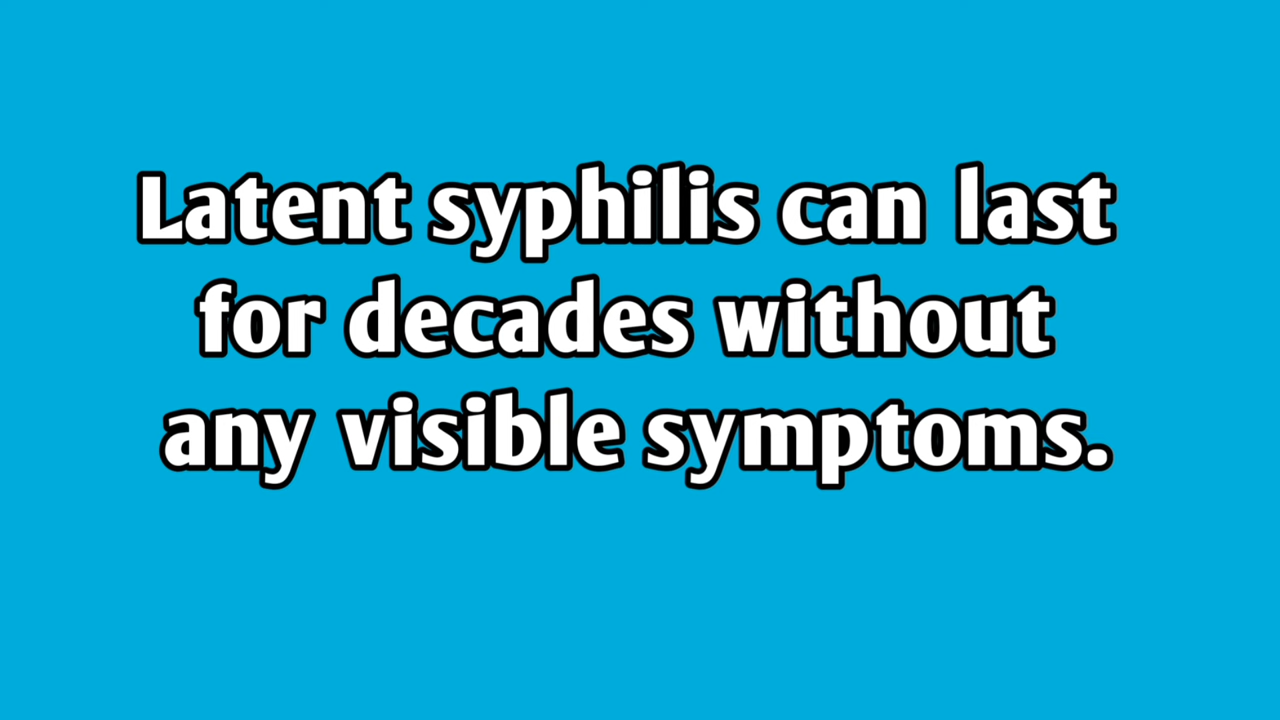 Latent syphilis can last
for decades without
any visible symptoms.